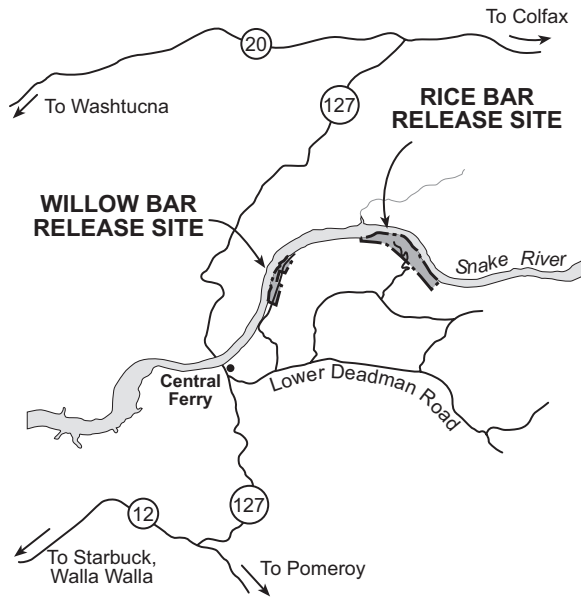 To Colfax
20
To Washtucna
127
RICE BAR
RELEASE SITE
WILLOW BAR
RELEASE SITE
Snake River
Central
Ferry
Lower Deadman Road
127
12
To Starbuck,
Walla Walla
To Pomeroy